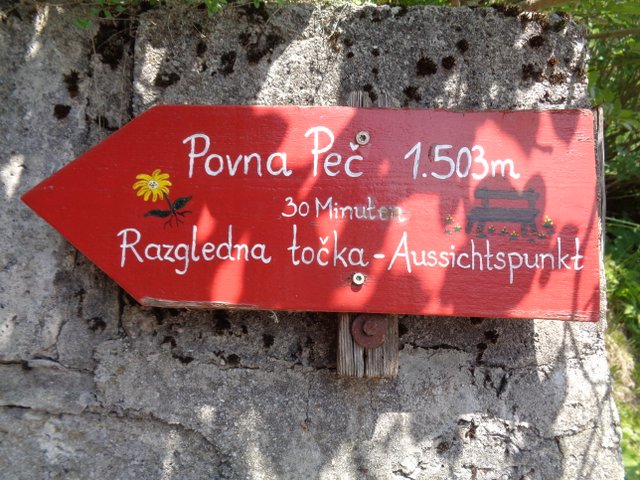 Povna Peč 1.503m
30 Minuten
Razgledna točka - Aussichtspunkt